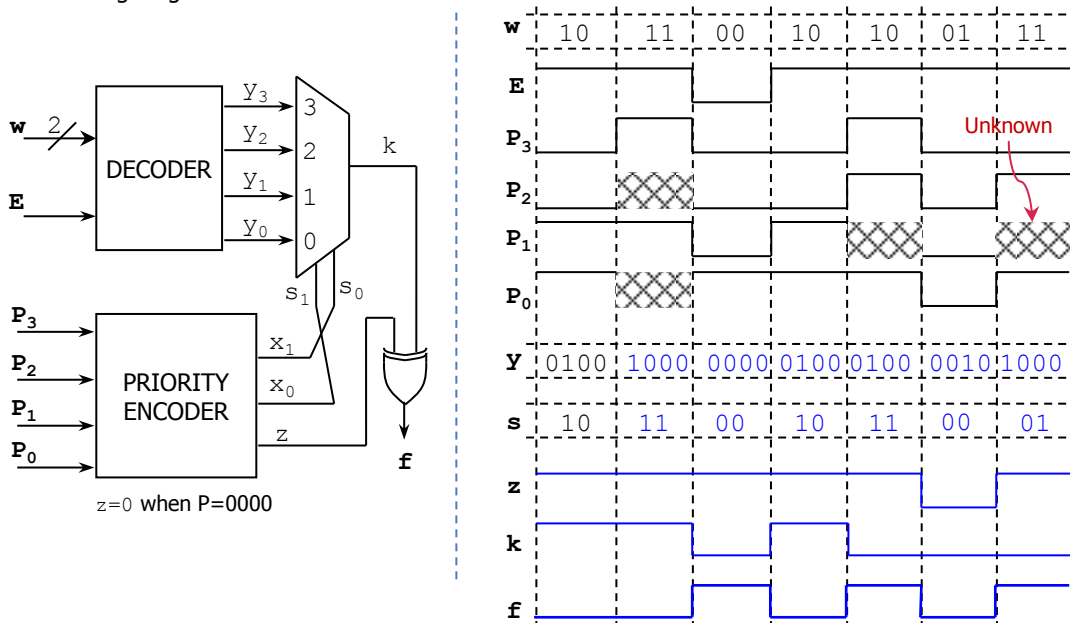 w 2
E
DECODER
y3
y2
y1
y0
3
2
1
0
k
s1 s0
P3
P2
P1
P0
PRIORITY
ENCODER
x1
x0
z
f
z=0 when P=0000
w 10 11 00 10 10 01 11
E
P3
Unknown
P2
P1
P0
y 0100 1000 0000 0100 0100 0010 1000
s 10 11 00 10 11 00 01
z
k
f